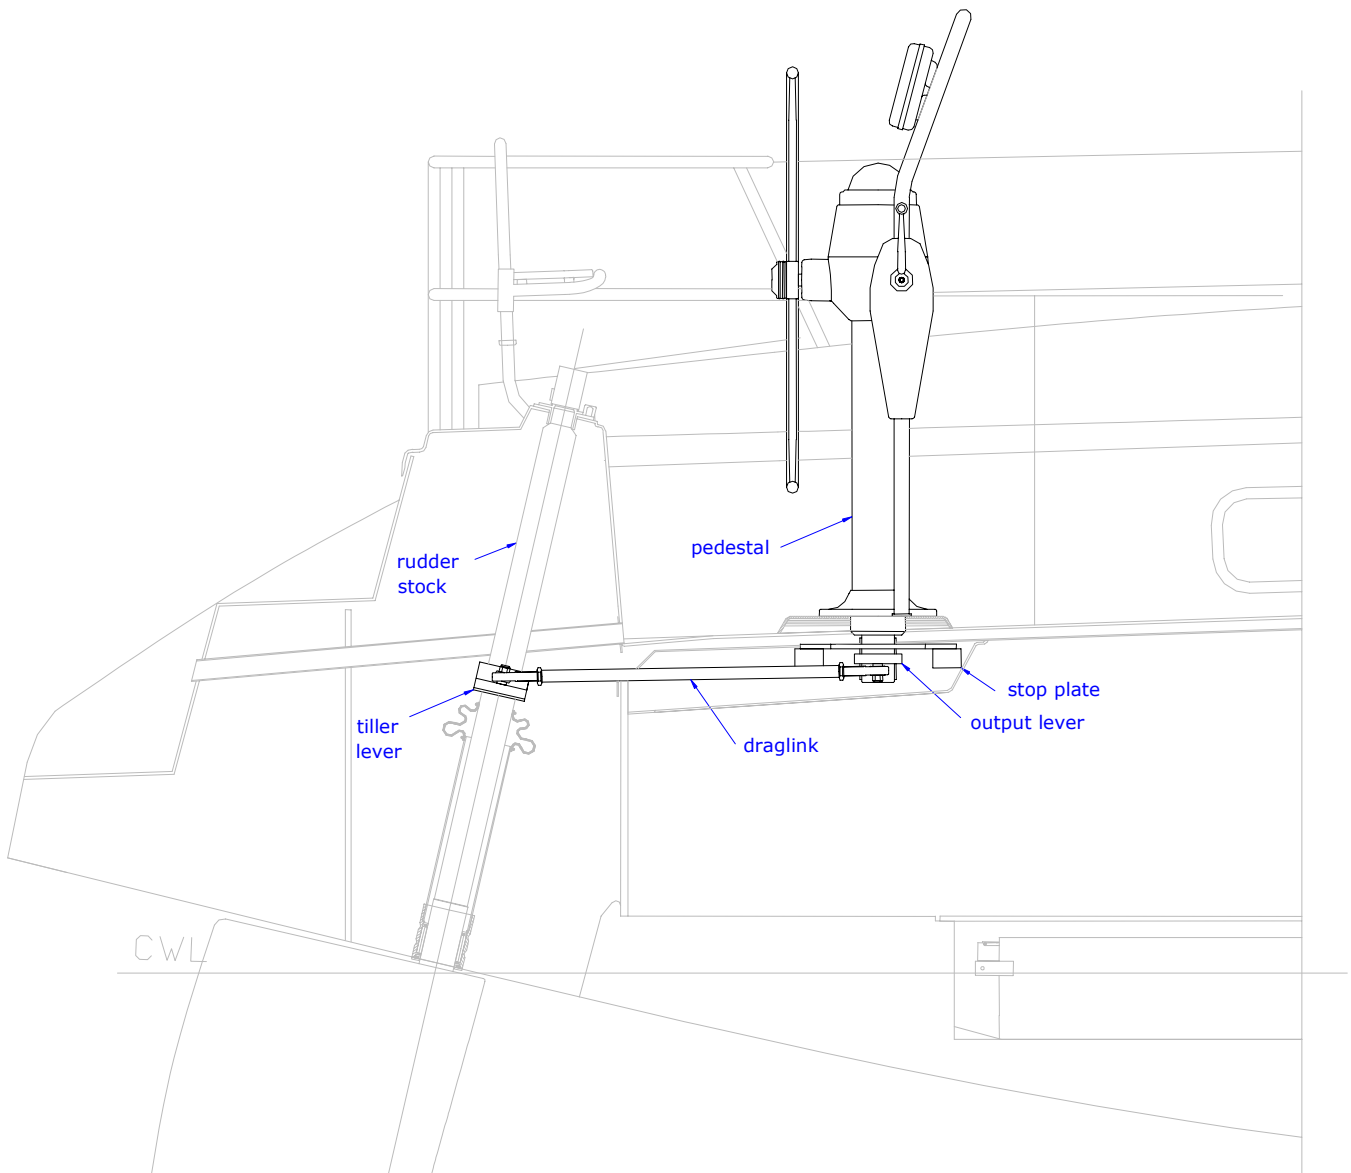 pedestal
rudder
stock
stop plate
output lever
tiller
lever
draglink
CWL